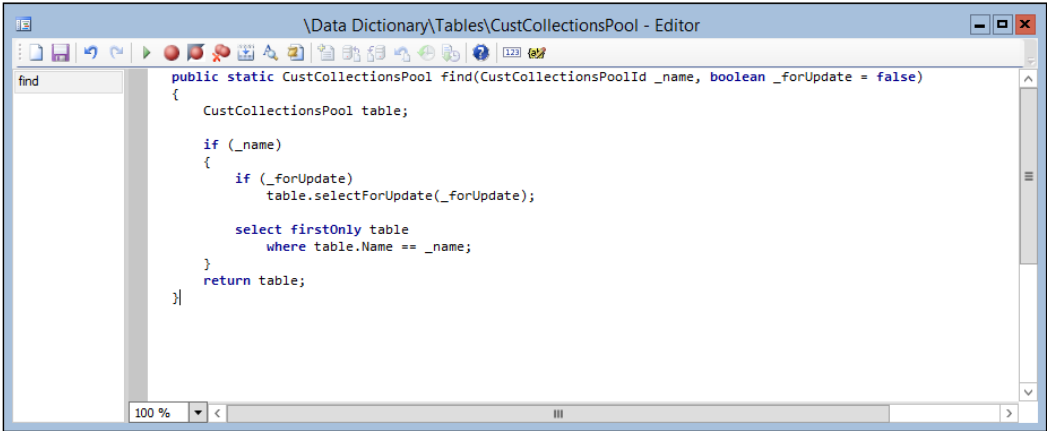 \Data Dictionary\Tables\CustCollectionsPool - Editor
find
public static CustCollectionsPool find(CustCollectionsPoolId _name, boolean _forUpdate = false)
{
    CustCollectionsPool table;

    if (_name)
    {
        if (_forUpdate)
            table.selectForUpdate(_forUpdate);

        select firstOnly table
            where table.Name == _name;
    }
    return table;
}
100 %